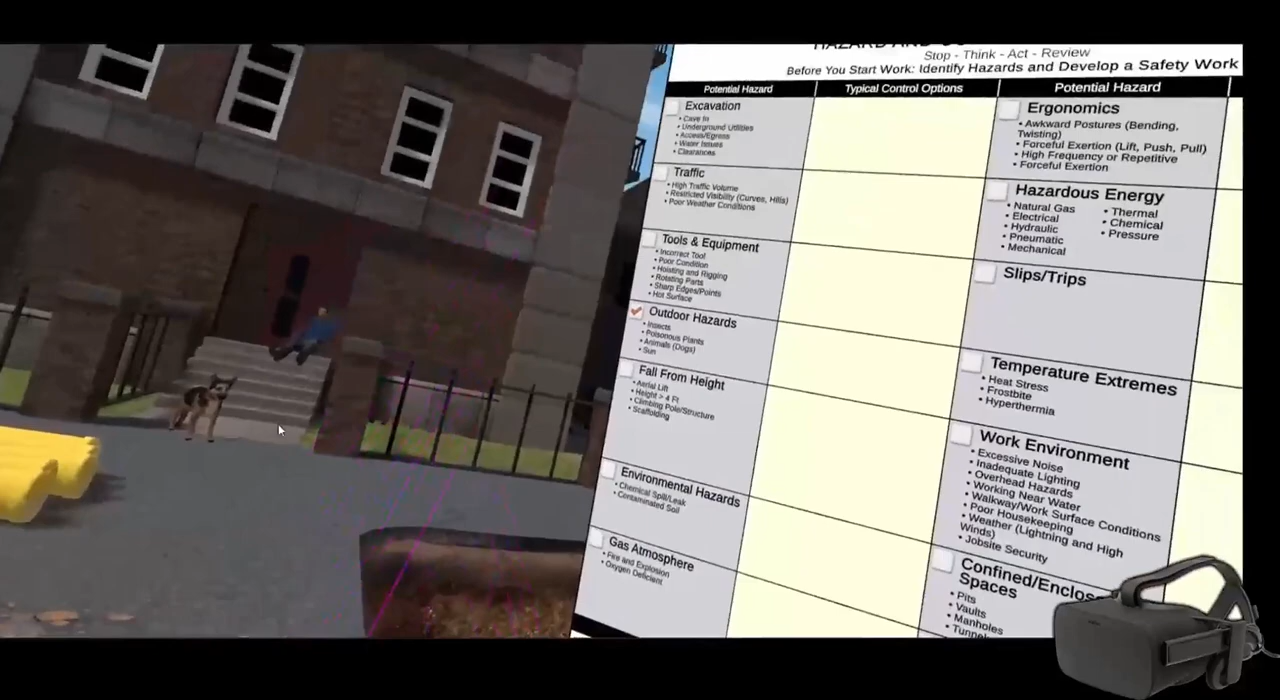 HAZARD AND
Stop - Think - Act - Review
Before You Start Work: Identify Hazards and Develop a Safety Work
Potential Hazard
Typical Control Options
Potential Hazard
Excavation
• Cave In
• Underground Utilities
• Access/Egress
• Water Issues
• Clearances
Traffic
• High Traffic Volume
• Restricted Visibility (Curves, Hills)
• Poor Weather Conditions
Tools & Equipment
• Incorrect Tool
• Poor Condition
• Hoisting and Rigging
• Rotating Parts
• Sharp Edges/Points
• Hot Surface
Outdoor Hazards
• Insects
• Poisonous Plants
• Animals (Dogs)
• Sun
Fall From Height
• Aerial Lift
• Height > 4 Ft
• Climbing Pole/Structure
• Scaffolding
Environmental Hazards
• Chemical Spill/Leak
• Contaminated Soil
Gas Atmosphere
• Fire and Explosion
• Oxygen Deficient
Ergonomics
• Awkward Postures (Bending,
Twisting)
• Forceful Exertion (Lift, Push, Pull)
• High Frequency or Repetitive
• Forceful Exertion
Hazardous Energy
• Natural Gas
• Electrical
• Hydraulic
• Pneumatic
• Mechanical
• Thermal
• Chemical
• Pressure
Slips/Trips
Temperature Extremes
• Heat Stress
• Frostbite
• Hyperthermia
Work Environment
• Excessive Noise
• Inadequate Lighting
• Overhead Hazards
• Working Near Water
• Walkway/Work Surface Conditions
• Poor Housekeeping
• Weather (Lightning and High
Winds)
• Jobsite Security
Confined/Enclos
Spaces
• Pits
• Vaults
• Manholes
• Tunnel